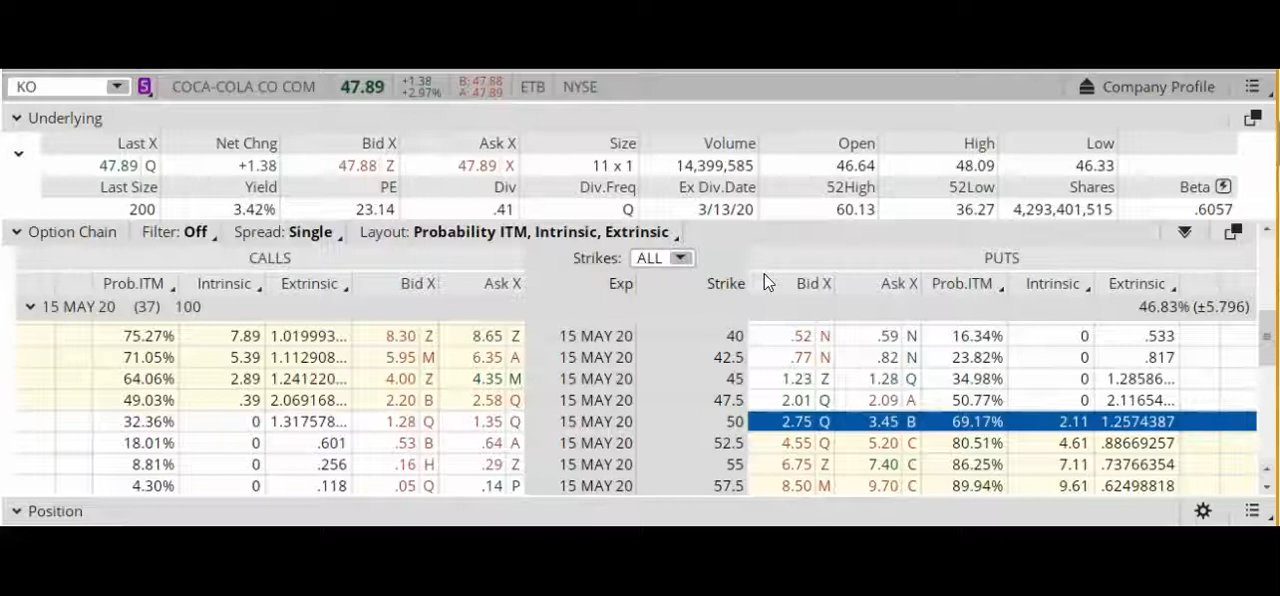 KO COCA-COLA CO COM 47.89 +1.38 +2.97% B: 47.88 A: 47.89 ETB NYSE Company Profile
Underlying
Last X Net Chng Bid X Ask X Size Volume Open High Low
47.89 Q +1.38 47.88 Z 47.89 X 11 x 1 14,399,585 46.64 48.09 46.33
Last Size Yield PE Div Div.Freq Ex Div.Date 52High 52Low Shares Beta
200 3.42% 23.14 .41 Q 3/13/20 60.13 36.27 4,293,401,515 .6057
Option Chain Filter: Off Spread: Single Layout: Probability ITM, Intrinsic, Extrinsic
CALLS Strikes: ALL PUTS
Prob.ITM Intrinsic Extrinsic Bid X Ask X Exp Strike Bid X Ask X Prob.ITM Intrinsic Extrinsic
15 MAY 20 (37) 100 46.83% (±5.796)
75.27% 7.89 1.019993... 8.30 Z 8.65 Z 15 MAY 20 40 .52 N .59 N 16.34% 0 .533
71.05% 5.39 1.112908... 5.95 M 6.35 A 15 MAY 20 42.5 .77 N .82 N 23.82% 0 .817
64.06% 2.89 1.241220... 4.00 Z 4.35 M 15 MAY 20 45 1.23 Z 1.28 Q 34.98% 0 1.28586...
49.03% .39 2.069168... 2.20 B 2.58 Q 15 MAY 20 47.5 2.01 Q 2.09 A 50.77% 0 2.11654...
32.36% 0 1.317578... 1.28 Q 1.35 Q 15 MAY 20 50 2.75 Q 3.45 B 69.17% 2.11 1.2574387
18.01% 0 .601 .53 B .64 A 15 MAY 20 52.5 4.55 Q 5.20 C 80.51% 4.61 .88669257
8.81% 0 .256 .16 H .29 Z 15 MAY 20 55 6.75 Z 7.40 C 86.25% 7.11 .73766354
4.30% 0 .118 .05 Q .14 P 15 MAY 20 57.5 8.50 M 9.70 C 89.94% 9.61 .62498818
Position